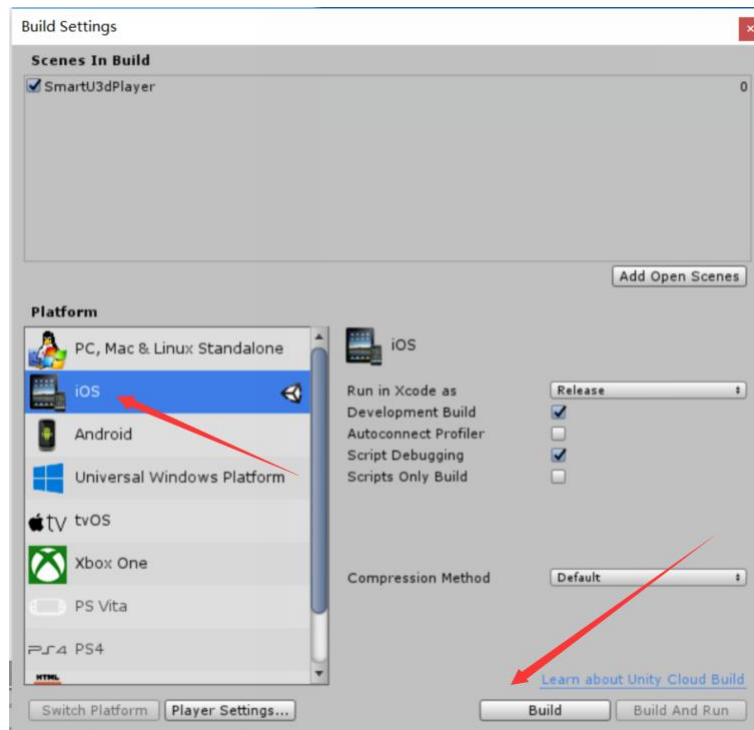 Build Settings
Scenes In Build
SmartU3dPlayer 0
Add Open Scenes
Platform
PC, Mac & Linux Standalone
iOS
Android
Universal Windows Platform
tv tvOS
Xbox One
PS Vita
PS4 PS4
HTML
iOS
Run in Xcode as Release
Development Build
Autoconnect Profiler
Script Debugging
Scripts Only Build
Compression Method Default
Learn about Unity Cloud Build
Switch Platform Player Settings... Build Build And Run